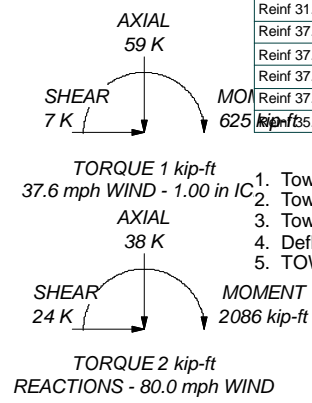 AXIAL
59 K
SHEAR
7 K
MOM
625 kip-ft
TORQUE 1 kip-ft
37.6 mph WIND - 1.00 in IC
AXIAL
38 K
SHEAR
24 K
MOMENT
2086 kip-ft
TORQUE 2 kip-ft
REACTIONS - 80.0 mph WIND
Reinf 31.
Reinf 37.
Reinf 37.
Reinf 37.
Reinf 37.
35
1. Tow
2. Tow
3. Tow
4. Defl
5. TOW